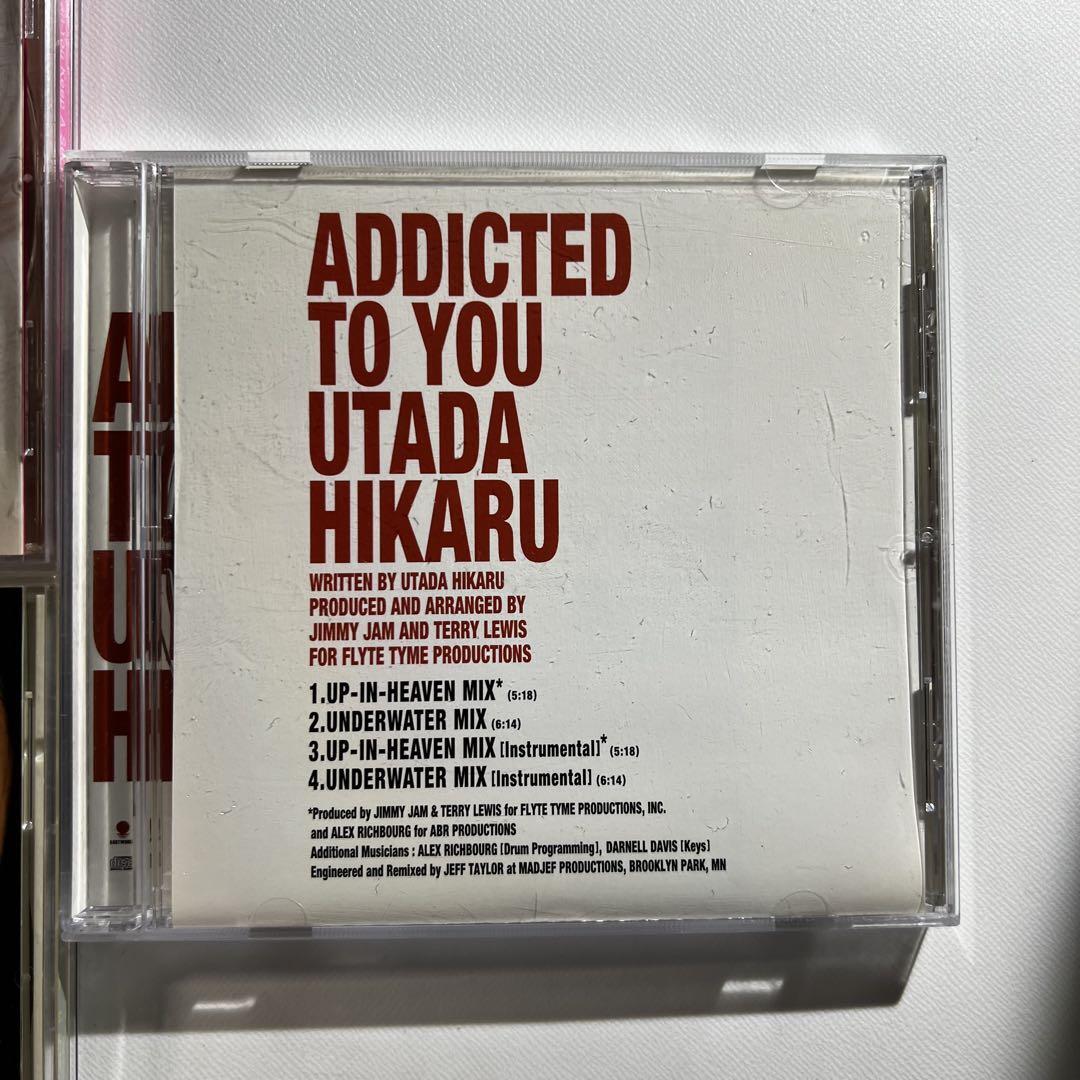 ADDICTED
TO YOU
UTADA
HIKARU
WRITTEN BY UTADA HIKARU
PRODUCED AND ARRANGED BY
JIMMY JAM AND TERRY LEWIS
FOR FLYTE TYME PRODUCTIONS
1.UP-IN-HEAVEN MIX* (5:18)
2.UNDERWATER MIX (6:14)
3.UP-IN-HEAVEN MIX [Instrumental]* (5:18)
4.UNDERWATER MIX [Instrumental] (6:14)
*Produced by JIMMY JAM & TERRY LEWIS for FLYTE TYME PRODUCTIONS, INC.
and ALEX RICHBOURG for ABR PRODUCTIONS
Additional Musicians : ALEX RICHBOURG [Drum Programming], DARNELL DAVIS [Keys]
Engineered and Remixed by JEFF TAYLOR at MADJEF PRODUCTIONS, BROOKLYN PARK, MN